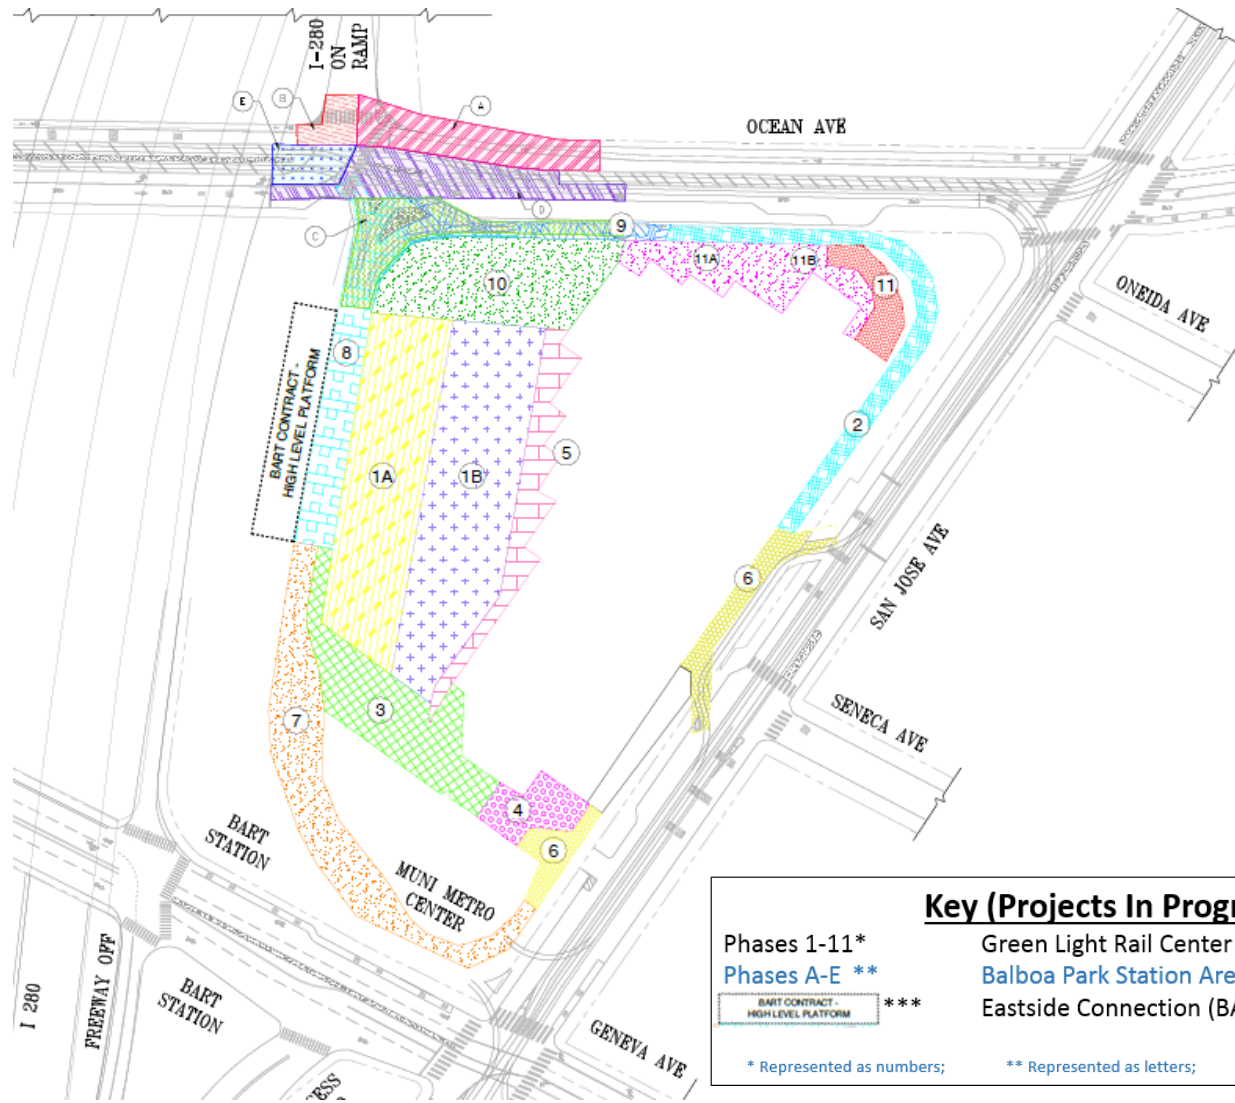 I-280
ON
RAMP
E
B
A
OCEAN AVE
D
C
9
10
11A
11B
11
ONEIDA AVE
8
BART CONTRACT -
HIGH LEVEL PLATFORM
2
1A
1B
5
SAN JOSE AVE
6
SENECA AVE
3
7
4
6
BART
STATION
MUNI METRO
CENTER
I 280
FREEWAY OFF
BART
STATION
GENEVA AVE
CESS
Key (Projects In Progr
Phases 1-11* Green Light Rail Center
Phases A-E ** Balboa Park Station Are
BART CONTRACT -
HIGH LEVEL PLATFORM
*** Eastside Connection (BA
* Represented as numbers; ** Represented as letters;